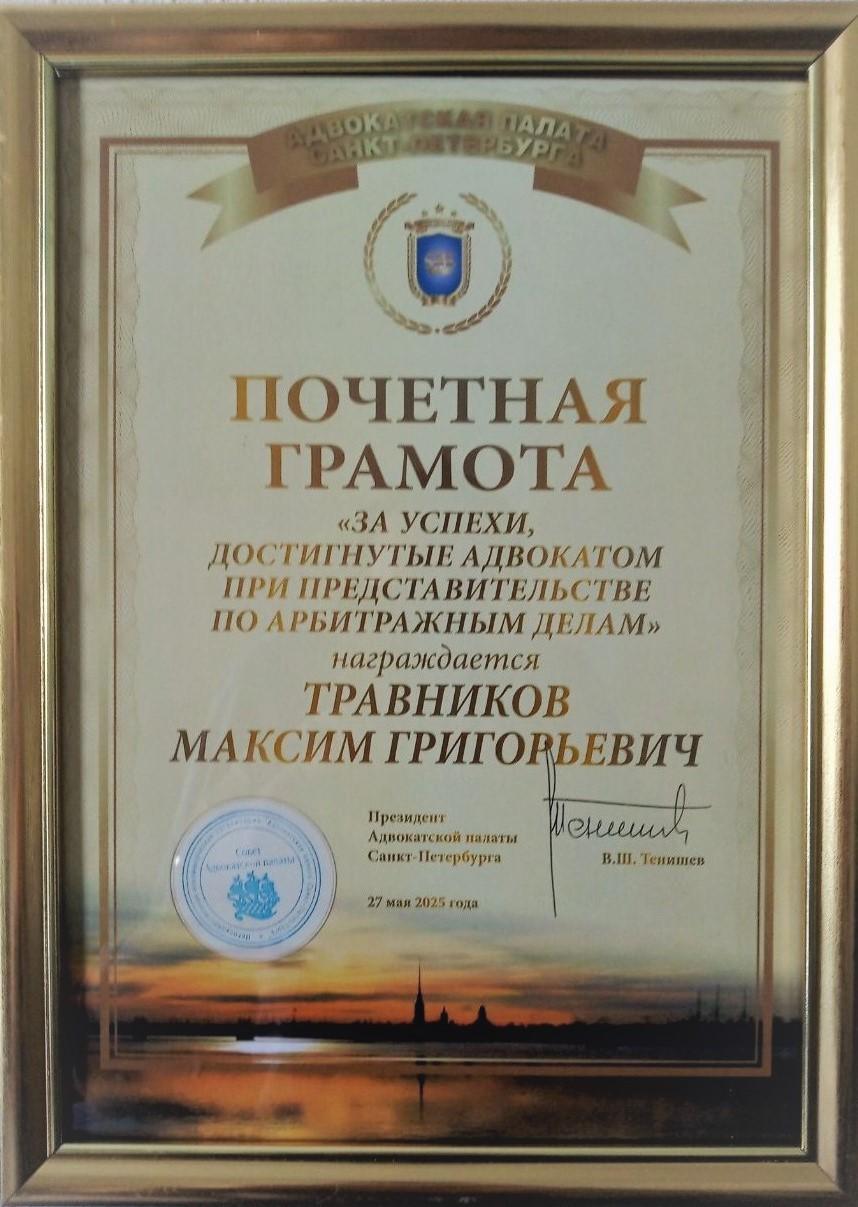 АДВОКАТСКАЯ ПАЛАТА
САНКТ-ПЕТЕРБУРГА
ПОЧЕТНАЯ
ГРАМОТА
«ЗА УСПЕХИ,
ДОСТИГНУТЫЕ АДВОКАТОМ
ПРИ ПРЕДСТАВИТЕЛЬСТВЕ
ПО АРБИТРАЖНЫМ ДЕЛАМ»
награждается
ТРАВНИКОВ
МАКСИМ ГРИГОРЬЕВИЧ
Президент
Адвокатской палаты
Санкт-Петербурга
В.Ш. Тенишев
27 мая 2025 года
Совет
Адвокатской палаты